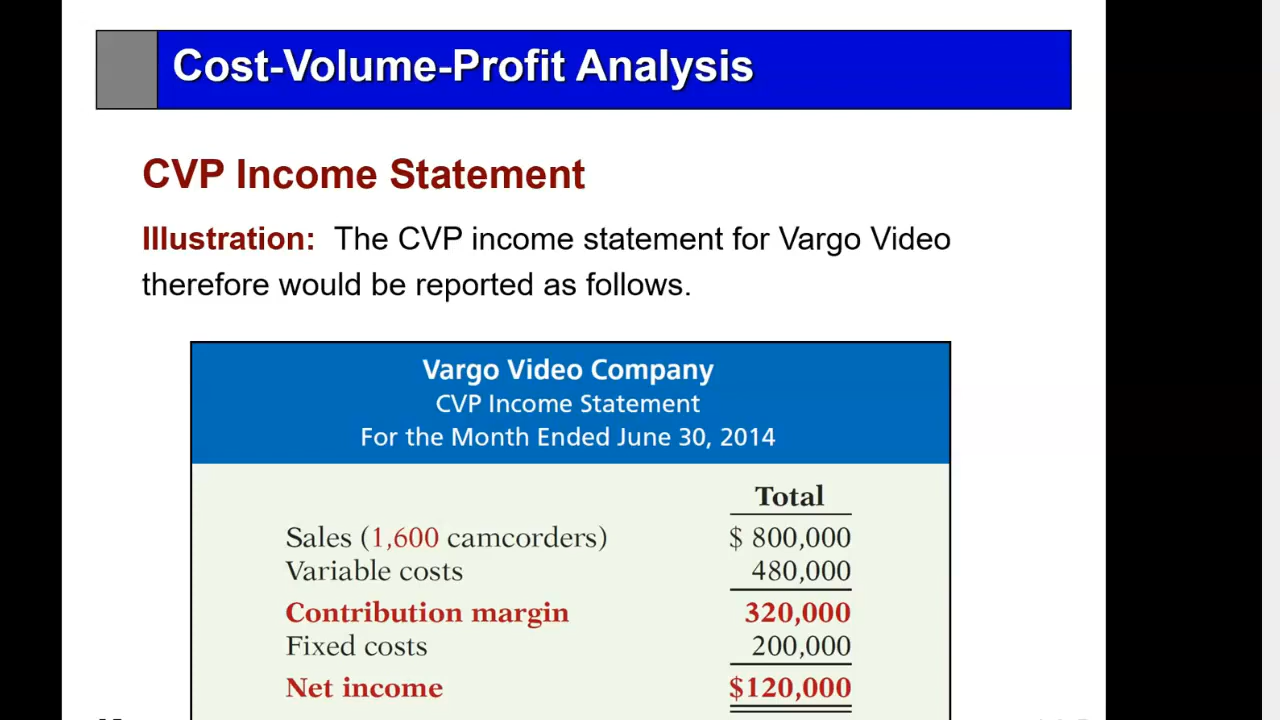 Cost-Volume-Profit Analysis
CVP Income Statement
Illustration: The CVP income statement for Vargo Video
therefore would be reported as follows.
Vargo Video Company
CVP Income Statement
For the Month Ended June 30, 2014
Total
Sales (1,600 camcorders) $ 800,000
Variable costs 480,000
Contribution margin 320,000
Fixed costs 200,000
Net income $120,000